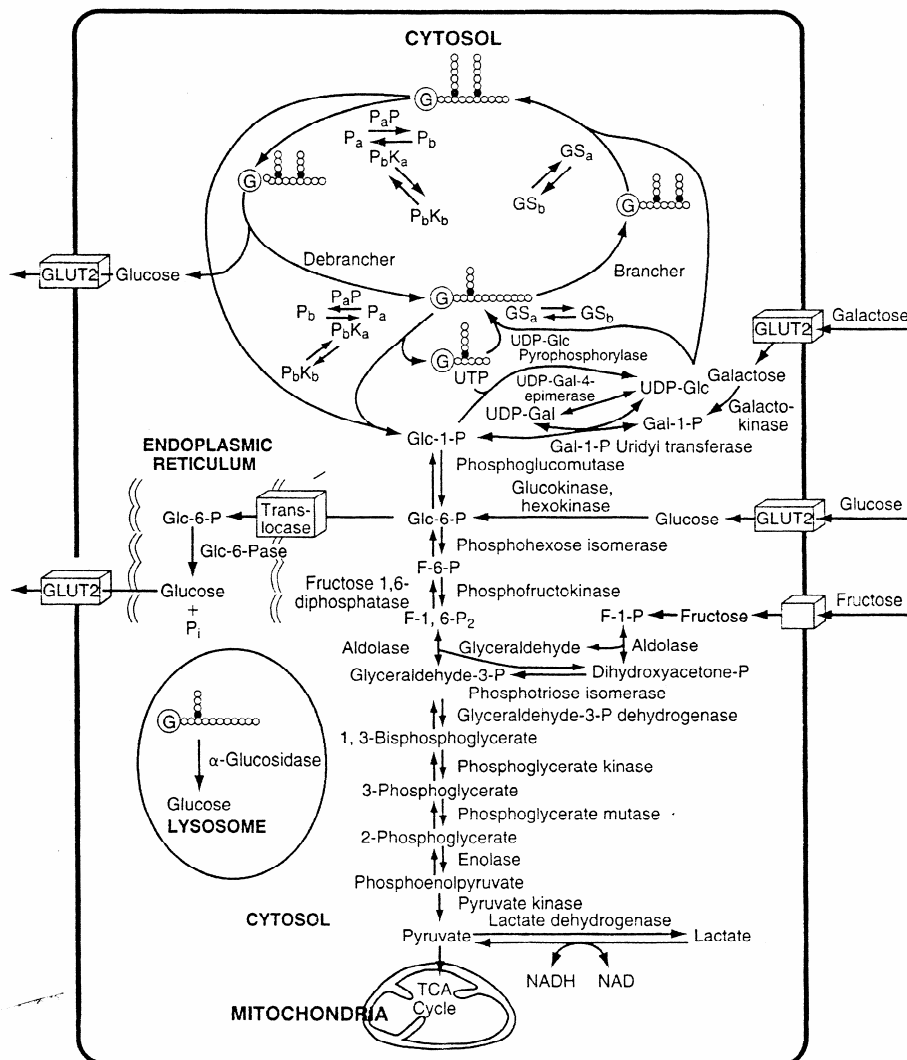 CYTOSOL
G
PaP
Pa
Pb
PbKa
PbKb
GSa
GSb
G
G
GLUT2
Glucose
Debrancher
Brancher
G
PaP
Pb
Pa
PbKa
PbKb
GSa
GSb
G
UTP
UDP-Glc
Pyrophosphorylase
GLUT2
Galactose
Galactose
UDP-Gal-4-
epimerase
UDP-Glc
UDP-Gal
Gal-1-P
Galacto-
kinase
Glc-1-P
Gal-1-P Uridyl transferase
ENDOPLASMIC
RETICULUM
Phosphoglucomutase
Glc-6-P
Trans-
locase
Glc-6-P
Glucokinase,
hexokinase
Glucose
GLUT2
Glucose
Glc-6-Pase
Phosphohexose isomerase
F-6-P
GLUT2
Glucose
+
Pi
Fructose 1,6-
diphosphatase
Phosphofructokinase
F-1, 6-P2
F-1-P
Fructose
Fructose
Aldolase
Glyceraldehyde
Aldolase
Glyceraldehyde-3-P
Dihydroxyacetone-P
Phosphotriose isomerase
Glyceraldehyde-3-P dehydrogenase
1, 3-Bisphosphoglycerate
G
α-Glucosidase
Glucose
LYSOSOME
Phosphoglycerate kinase
3-Phosphoglycerate
Phosphoglycerate mutase
2-Phosphoglycerate
Enolase
Phosphoenolpyruvate
Pyruvate kinase
CYTOSOL
Lactate dehydrogenase
Pyruvate
Lactate
NADH
NAD
TCA
Cycle
MITOCHONDRIA